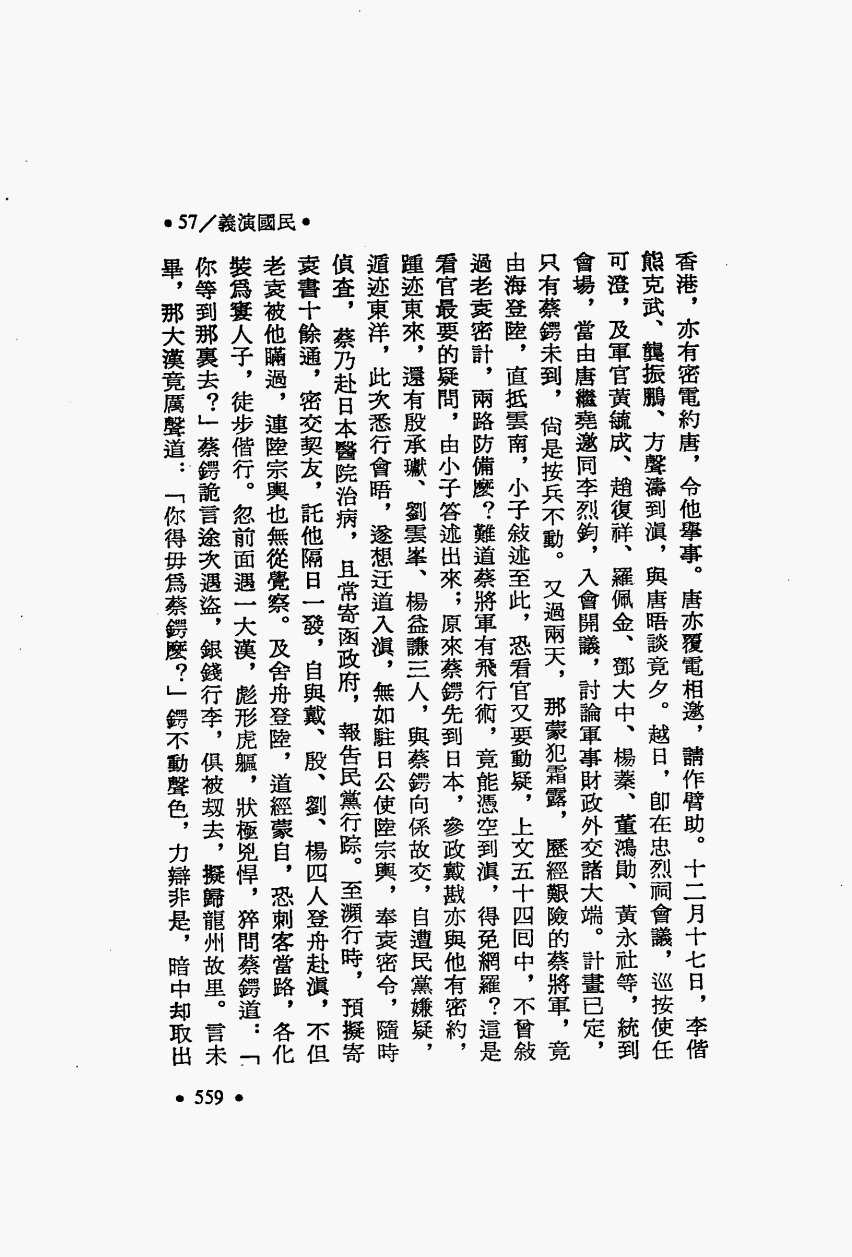 •57/義演國民•
香港，亦有密電約唐，令他舉事。唐亦覆電相邀，請作臂助。十二月十七日，李偕
熊克武、龔振鵬、方聲濤到滇，與唐晤談竟夕。越日，卽在忠烈祠會議，巡按使任
可澄，及軍官黃毓成、趙復祥、羅佩金、鄧大中、楊蓁、董鴻勛、黃永社等，統到
會場，當由唐繼堯邀同李烈鈞，入會開議，討論軍事財政外交諸大端。計畫已定，
只有蔡鍔未到，尙是按兵不動。又過兩天，那蒙犯霜露，歷經艱險的蔡將軍，竟
由海登陸，直抵雲南，小子敍述至此，恐看官又要動疑，上文五十四囘中，不曾敍
過老袁密計，兩路防備麼？難道蔡將軍有飛行術，竟能憑空到滇，得免網羅？這是
看官最要的疑問，由小子答述出來；原來蔡鍔先到日本，參政戴戡亦與他有密約，
踵迹東來，還有殷承瓛、劉雲峯、楊益謙三人，與蔡鍔向係故交，自遭民黨嫌疑，
遁迹東洋，此次悉行會晤，遂想迂道入滇，無如駐日公使陸宗輿，奉袁密令，隨時
偵查，蔡乃赴日本醫院治病，且常寄函政府，報告民黨行踪。至瀕行時，預擬寄
袁書十餘通，密交契友，託他隔日一發，自與戴、殷、劉、楊四人登舟赴滇，不但
老袁被他瞞過，連陸宗輿也無從覺察。及舍舟登陸，道經蒙自，恐刺客當路，各化
裝爲窶人子，徒步偕行。忽前面遇一大漢，彪形虎軀，狀極兇悍，猝問蔡鍔道：「
你等到那裏去？」蔡鍔詭言途次遇盜，銀錢行李，俱被刼去，擬歸龍州故里。言未
畢，那大漢竟厲聲道：「你得毋爲蔡鍔麼？」鍔不動聲色，力辯非是，暗中却取出
•559•